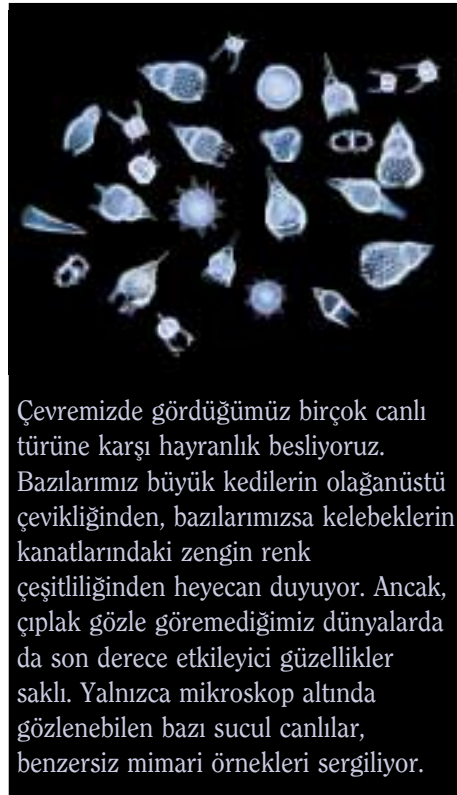 Çevremizde gördüğümüz birçok canlı
türüne karşı hayranlık besliyoruz.
Bazılarımız büyük kedilerin olağanüstü
çevikliğinden, bazılarımızsa kelebeklerin
kanatlarındaki zengin renk
çeşitliliğinden heyecan duyuyor. Ancak,
çıplak gözle göremediğimiz dünyalarda
da son derece etkileyici güzellikler
saklı. Yalnızca mikroskop altında
gözlenebilen bazı sucul canlılar,
benzersiz mimari örnekleri sergiliyor.